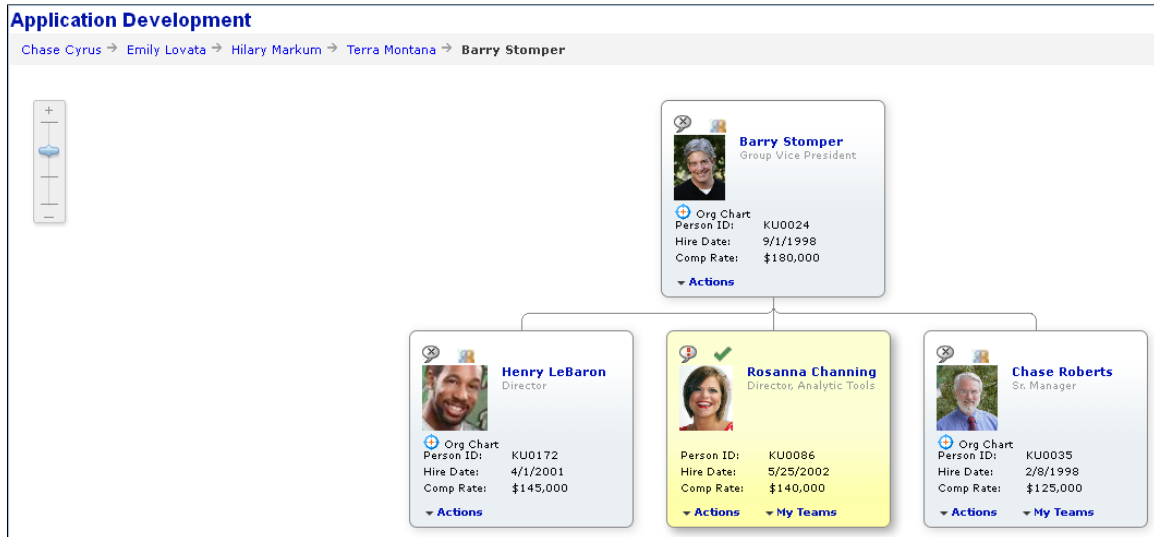 Application Development
Chase Cyrus → Emily Lovata → Hilary Markum → Terra Montana → Barry Stomper
+
−
Barry Stomper
Group Vice President
Org Chart
Person ID: KU0024
Hire Date: 9/1/1998
Comp Rate: $180,000
Actions
Henry LeBaron
Director
Org Chart
Person ID: KU0172
Hire Date: 4/1/2001
Comp Rate: $145,000
Actions
Rosanna Channing
Director, Analytic Tools
Person ID: KU0086
Hire Date: 5/25/2002
Comp Rate: $140,000
Actions My Teams
Chase Roberts
Sr. Manager
Org Chart
Person ID: KU0035
Hire Date: 2/8/1998
Comp Rate: $125,000
Actions My Teams